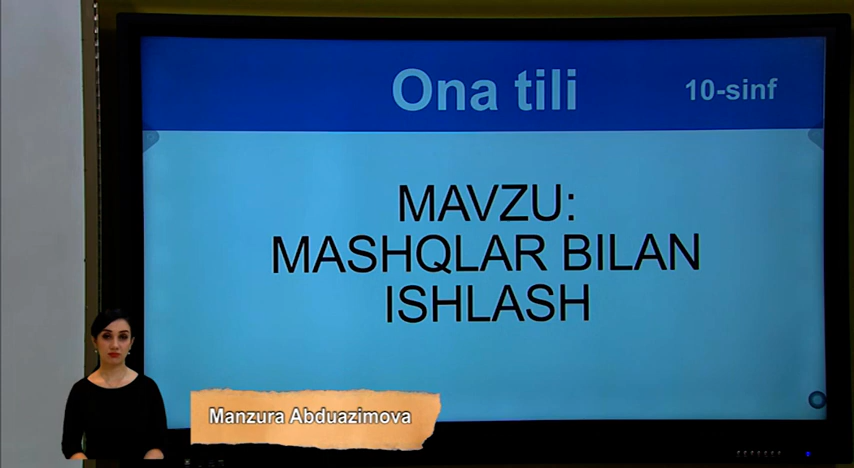 Ona tili
10-sinf
MAVZU:
MASHQLAR BILAN
ISHLASH
Manzura Abduazimova